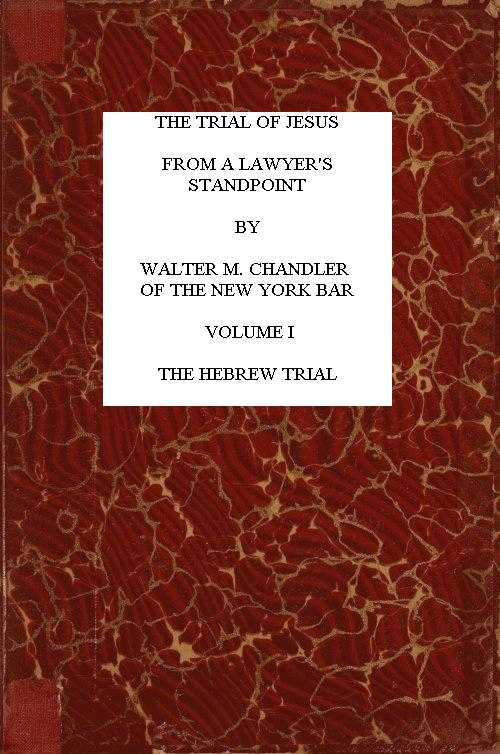 THE TRIAL OF JESUS
FROM A LAWYER'S
STANDPOINT
BY
WALTER M. CHANDLER
OF THE NEW YORK BAR
VOLUME I
THE HEBREW TRIAL